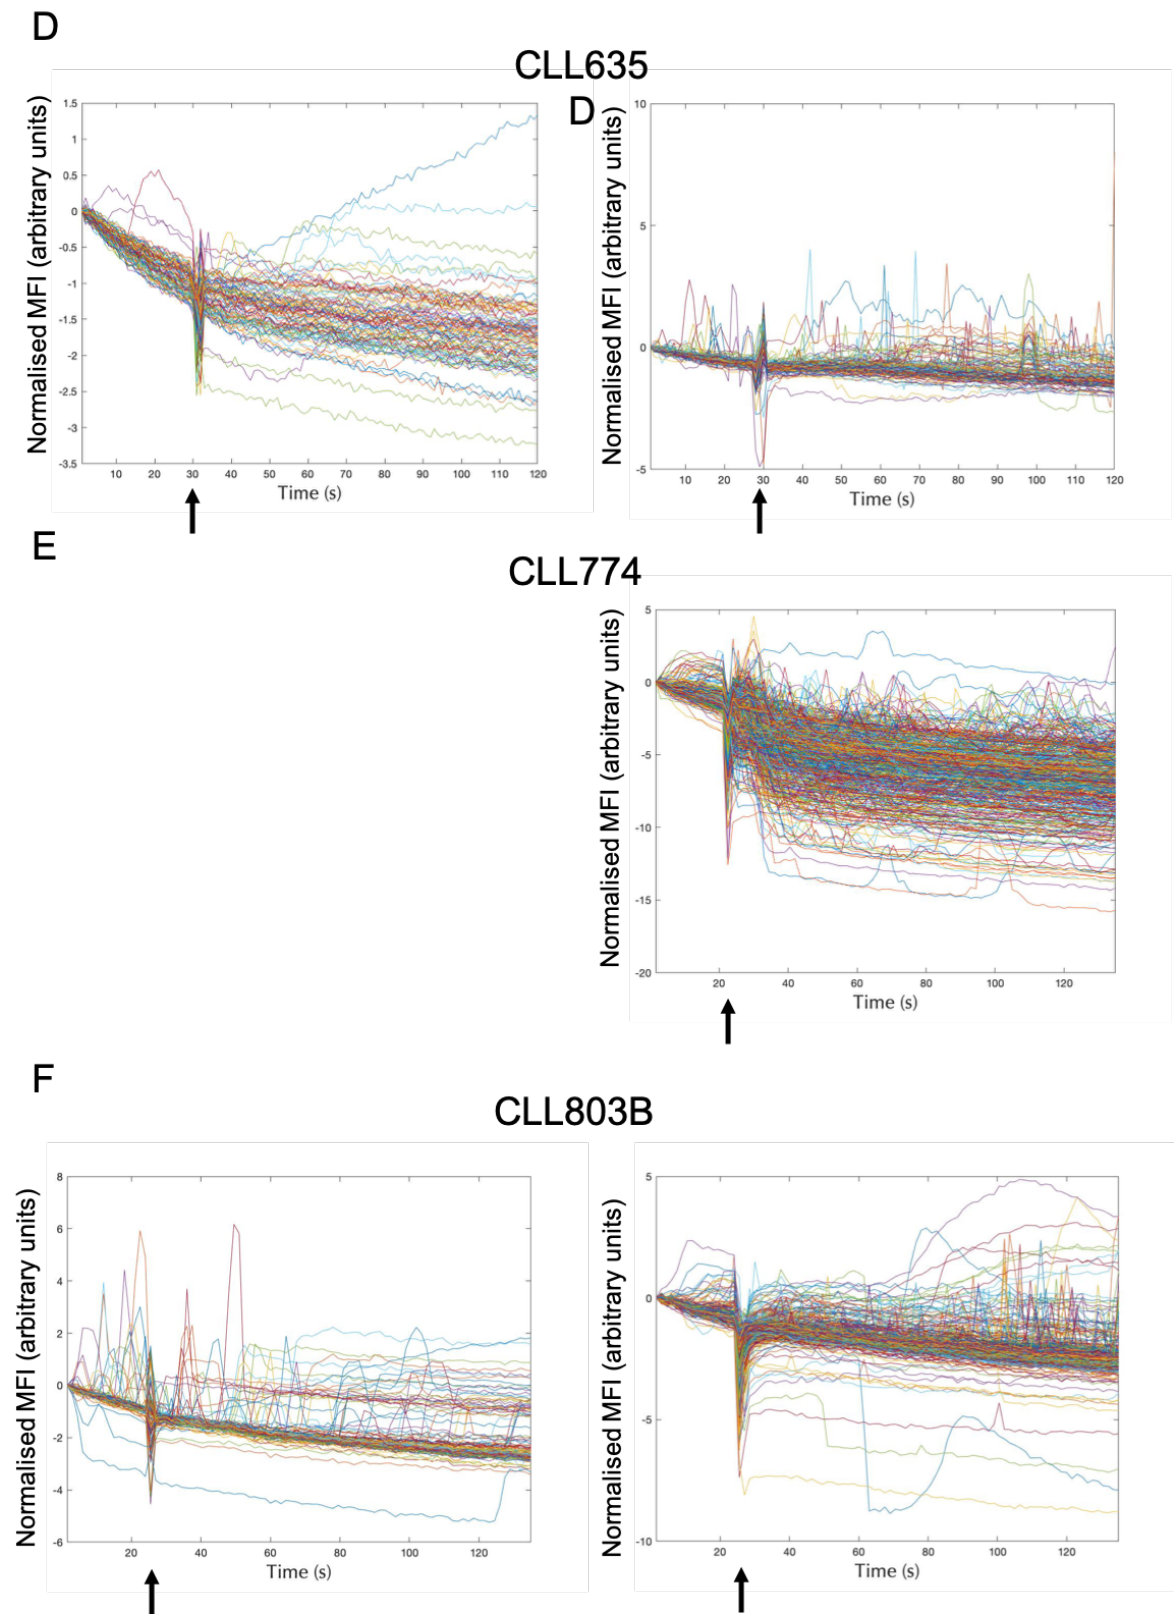 D
CLL635
D
Normalised MFI (arbitrary units)
1.5
1
0.5
0
-0.5
-1
-1.5
-2
-2.5
-3
-3.5
10 20 30 40 50 60 70 80 90 100 110 120
Time (s)
Normalised MFI (arbitrary units)
10
5
0
-5
10 20 30 40 50 60 70 80 90 100 110 120
Time (s)
E
CLL774
Normalised MFI (arbitrary units)
5
0
-5
-10
-15
-20
20 40 60 80 100 120
Time (s)
F
CLL803B
Normalised MFI (arbitrary units)
8
6
4
2
0
-2
-4
-6
20 40 60 80 100 120
Time (s)
Normalised MFI (arbitrary units)
5
0
-5
-10
20 40 60 80 100 120
Time (s)